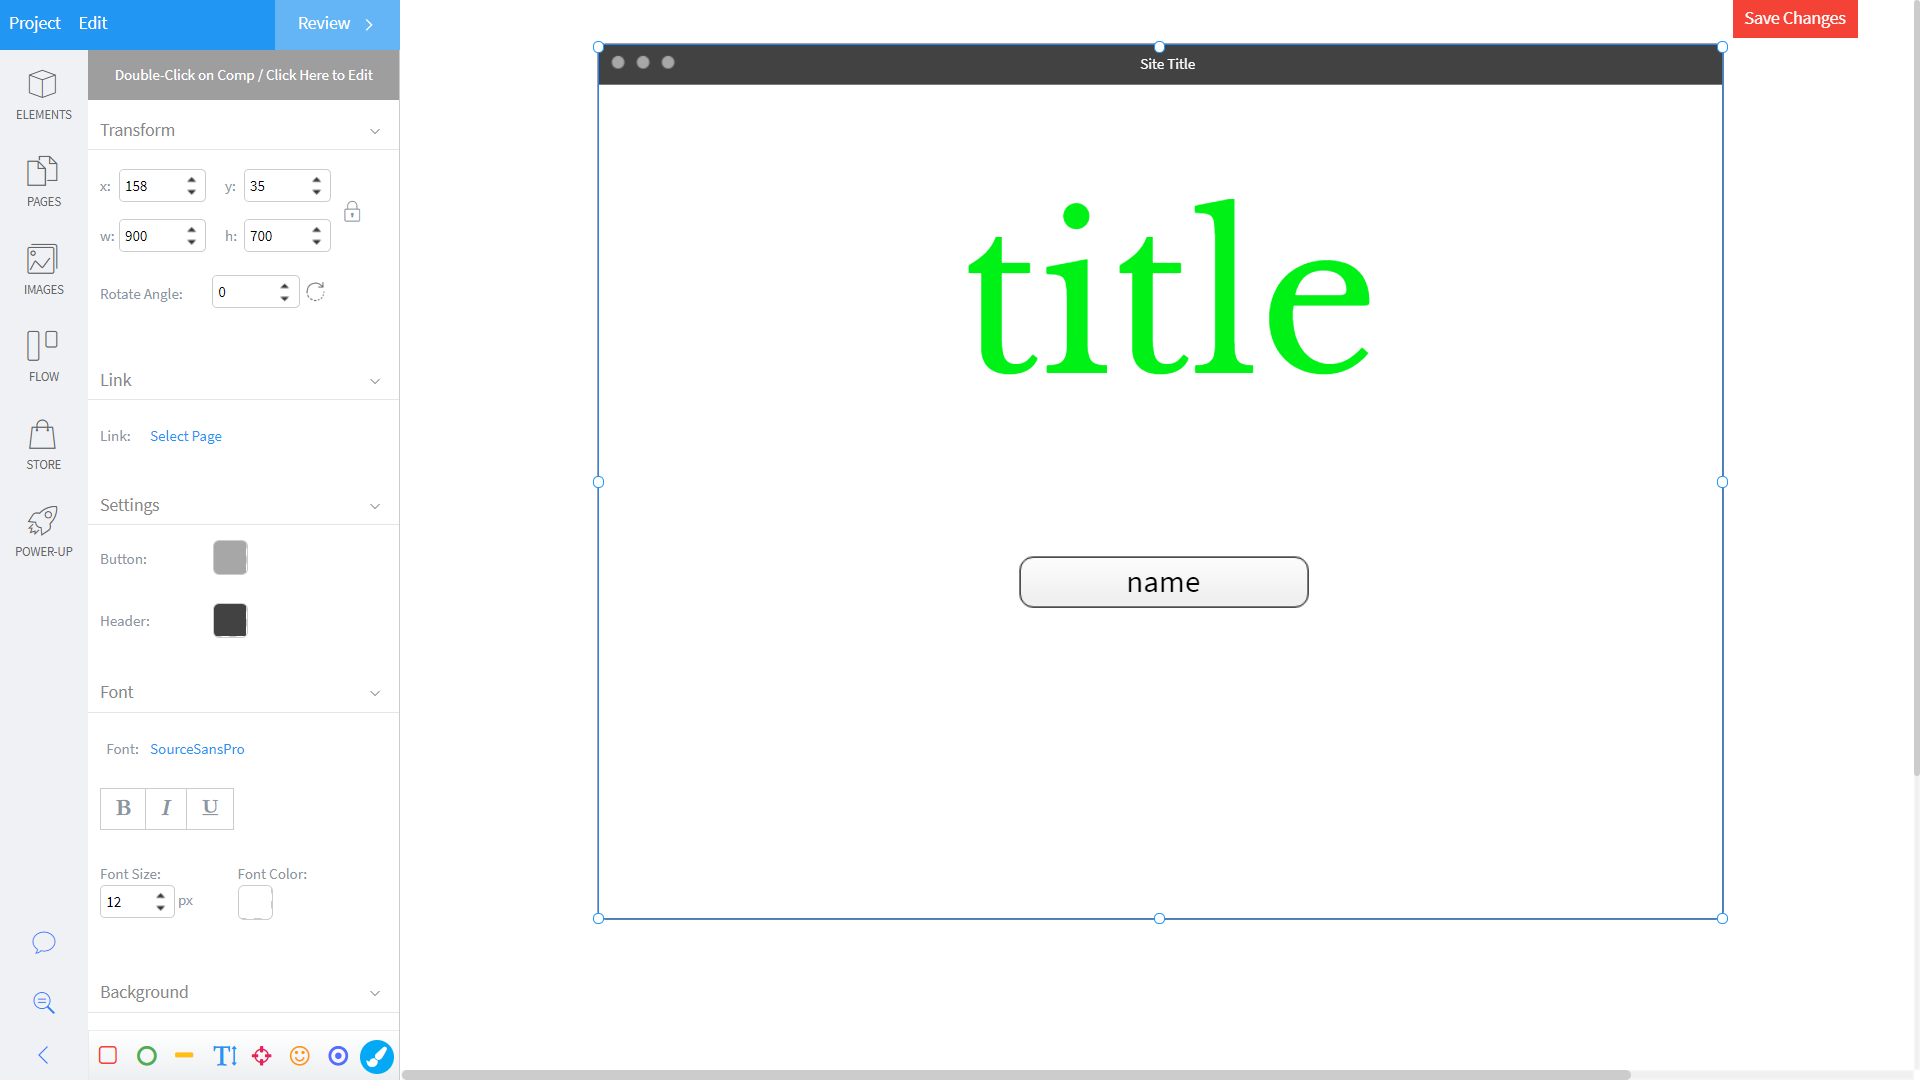 Project Edit Review
Save Changes
Double-Click on Comp / Click Here to Edit
Site Title
ELEMENTS
PAGES
IMAGES
FLOW
STORE
POWER-UP
Transform
x: 158 y: 35
w: 900 h: 700
Rotate Angle: 0
Link
Link: Select Page
Settings
Button:
Header:
Font
Font: SourceSansPro
B I U
Font Size: Font Color:
12 px
Background
T
title
name